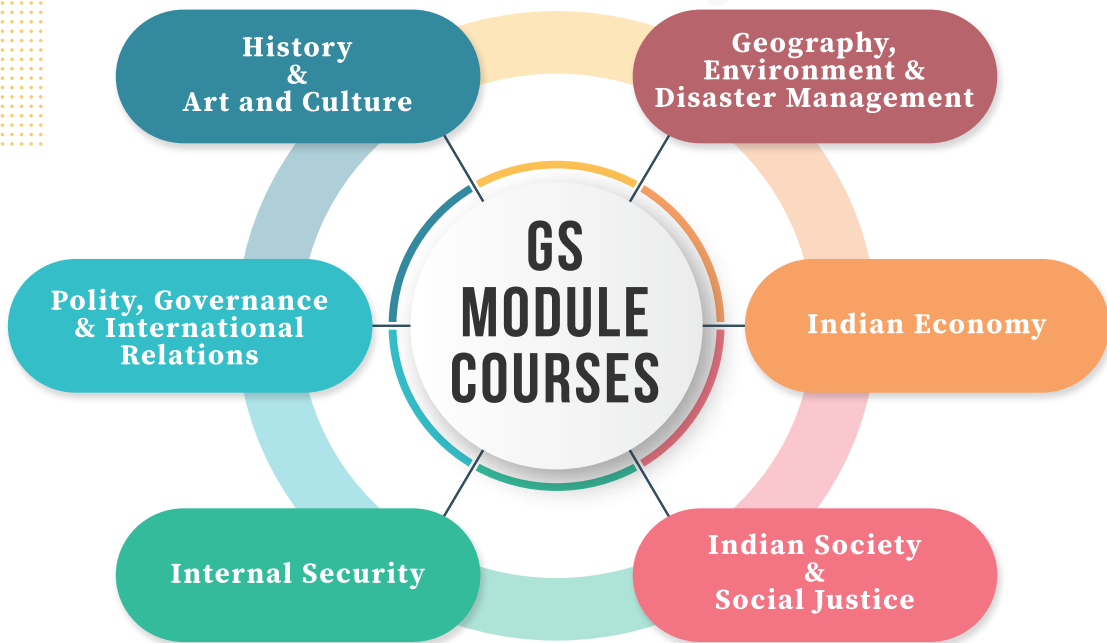 History
&
Art and Culture
Geography,
Environment &
Disaster Management
GS
MODULE
COURSES
Polity, Governance
& International
Relations
Indian Economy
Internal Security
Indian Society
&
Social Justice